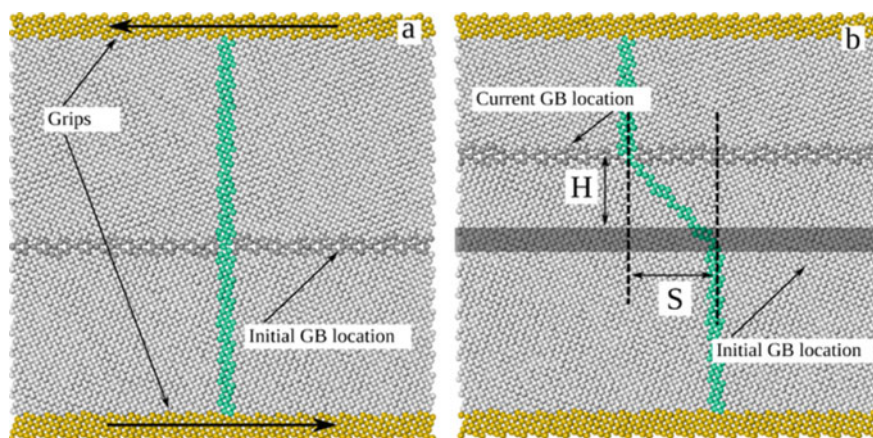 a
Grips
Initial GB location
b
Current GB location
H
S
Initial GB location